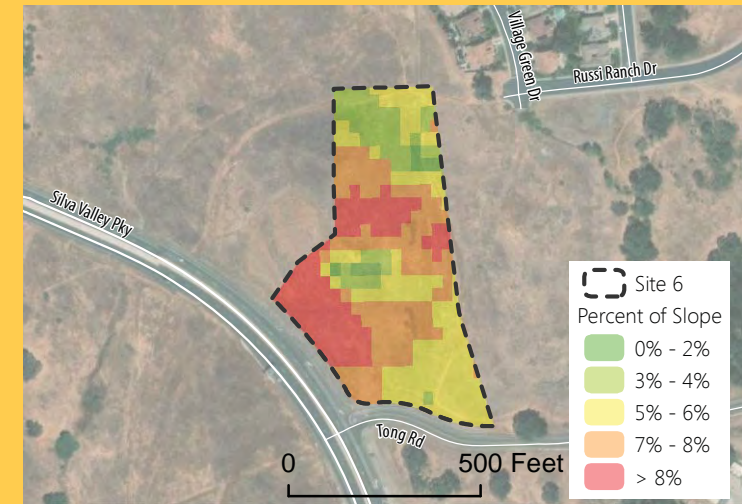 Village Green Dr
Russi Ranch Dr
Silva Valley Pky
Tong Rd
0 500 Feet
Site 6
Percent of Slope
0% - 2%
3% - 4%
5% - 6%
7% - 8%
> 8%